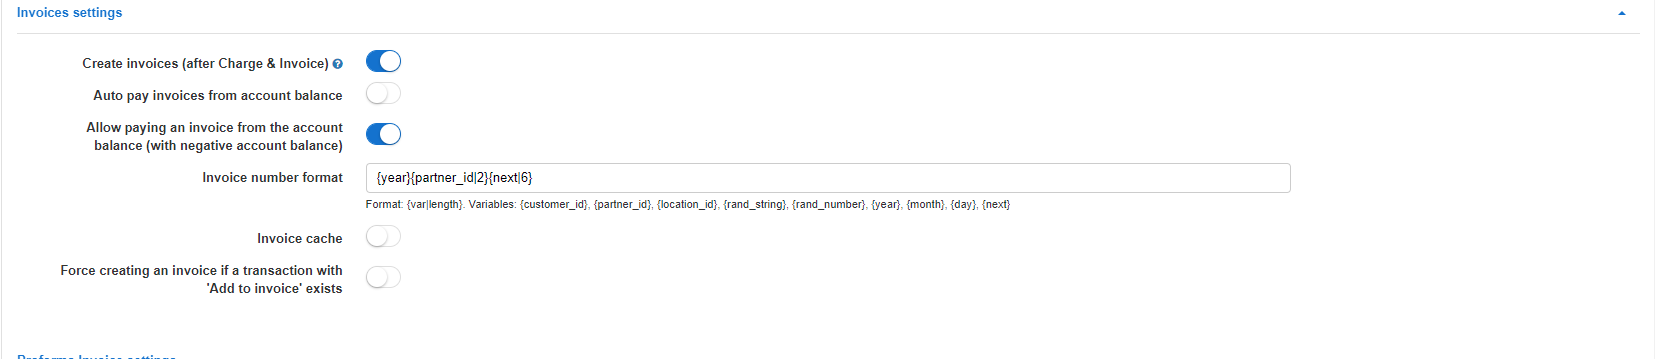 Invoices settings
Create invoices (after Charge & Invoice)
Auto pay invoices from account balance
Allow paying an invoice from the account
balance (with negative account balance)
Invoice number format
{year}{partner_id|2}{next|6}
Format: {var|length}. Variables: {customer_id}, {partner_id}, {location_id}, {rand_string}, {rand_number}, {year}, {month}, {day}, {next}
Invoice cache
Force creating an invoice if a transaction with
'Add to invoice' exists
Proforma Invoice settings